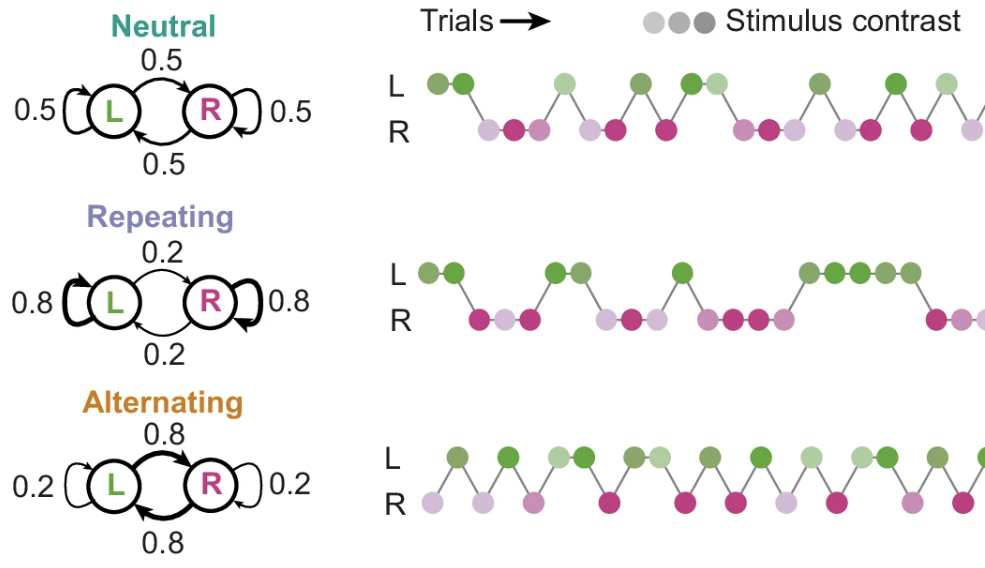 Neutral
0.5
0.5 L R 0.5
0.5
Trials
Stimulus contrast
L
R
Repeating
0.2
0.8 L R 0.8
0.2
L
R
Alternating
0.8
0.2 L R 0.2
0.8
L
R